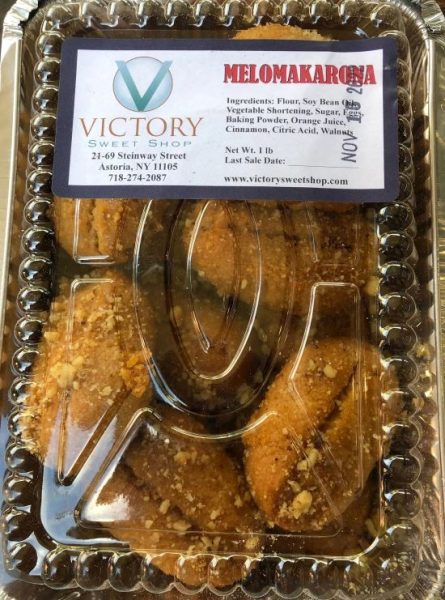 MELOMAKARONA
VICTORY
SWEET SHOP
21-69 Steinway Street
Astoria, NY 11105
718-274-2087
Ingredients: Flour, Soy Bean Oil,
Vegetable Shortening, Sugar, Eggs,
Baking Powder, Orange Juice,
Cinnamon, Citric Acid, Walnuts
Net Wt. 1 lb
Last Sale Date:
www.victorysweetshop.com
NOV